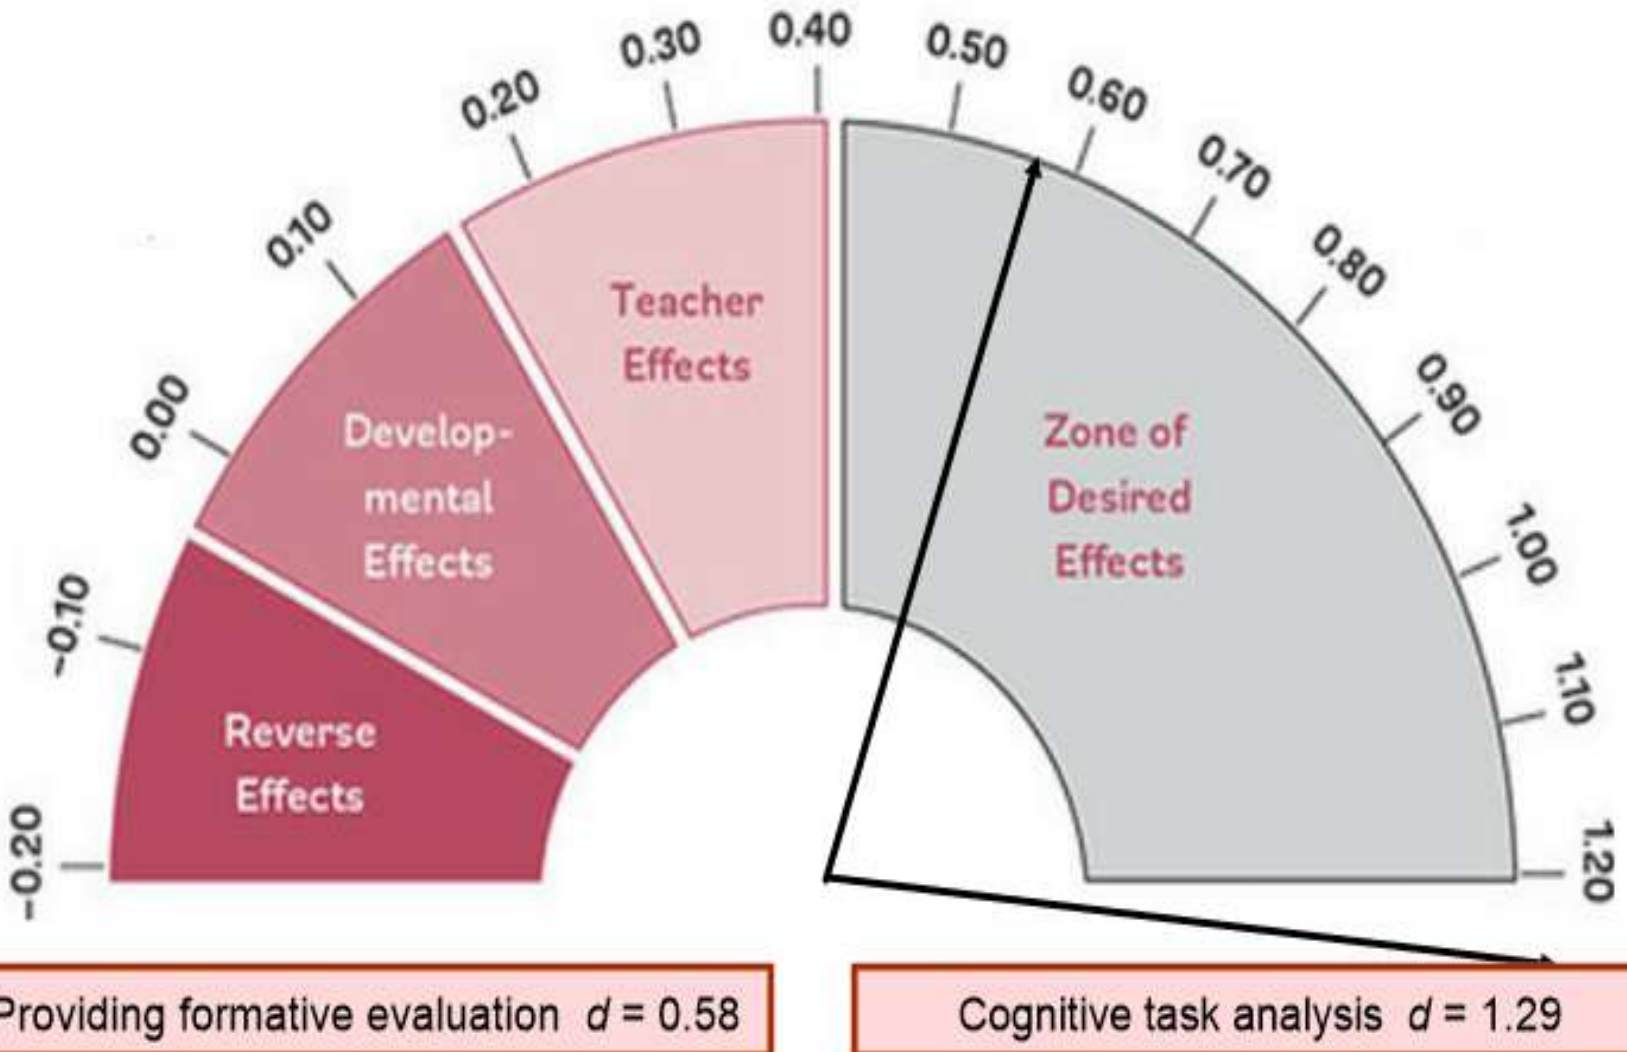 −0.20
−0.10
0.00
0.10
0.20
0.30
0.40
0.50
0.60
0.70
0.80
0.90
1.00
1.10
1.20
Reverse
Effects
Develop-
mental
Effects
Teacher
Effects
Zone of
Desired
Effects
Providing formative evaluation d = 0.58
Cognitive task analysis d = 1.29